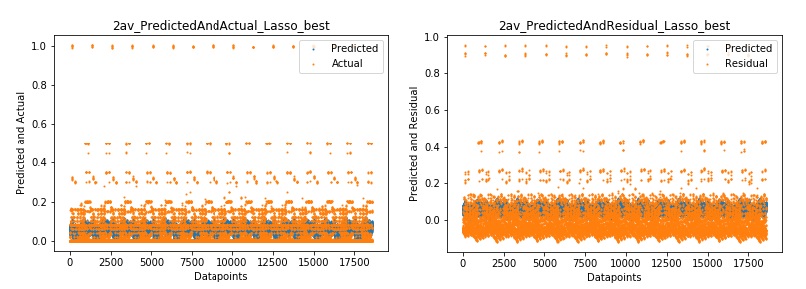 2av_PredictedAndActual_Lasso_best
Predicted and Actual
1.0
0.8
0.6
0.4
0.2
0.0
Predicted
Actual
0
2500
5000
7500
10000
12500
15000
17500
Datapoints
2av_PredictedAndResidual_Lasso_best
Predicted and Residual
1.0
0.8
0.6
0.4
0.2
0.0
Predicted
Residual
0
2500
5000
7500
10000
12500
15000
17500
Datapoints